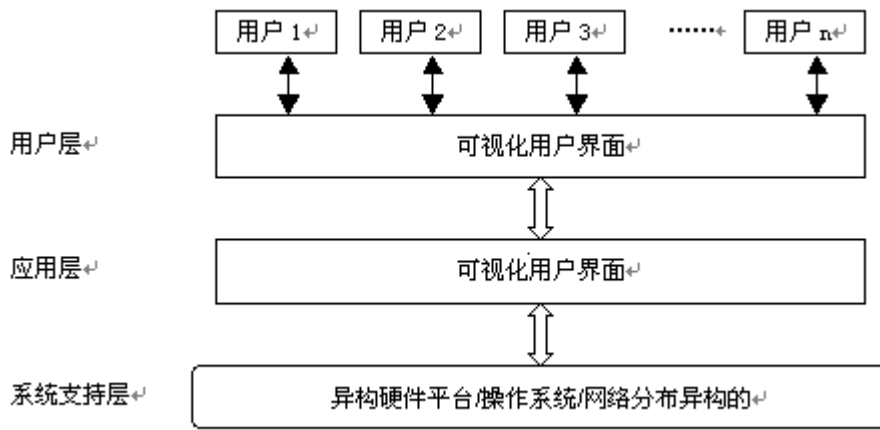 用户 1↵ 用户 2↵ 用户 3↵ ……↵ 用户 n↵
用户层↵ 可视化用户界面↵
应用层↵ 可视化用户界面↵
系统支持层↵ 异构硬件平台/操作系统/网络分布异构的↵